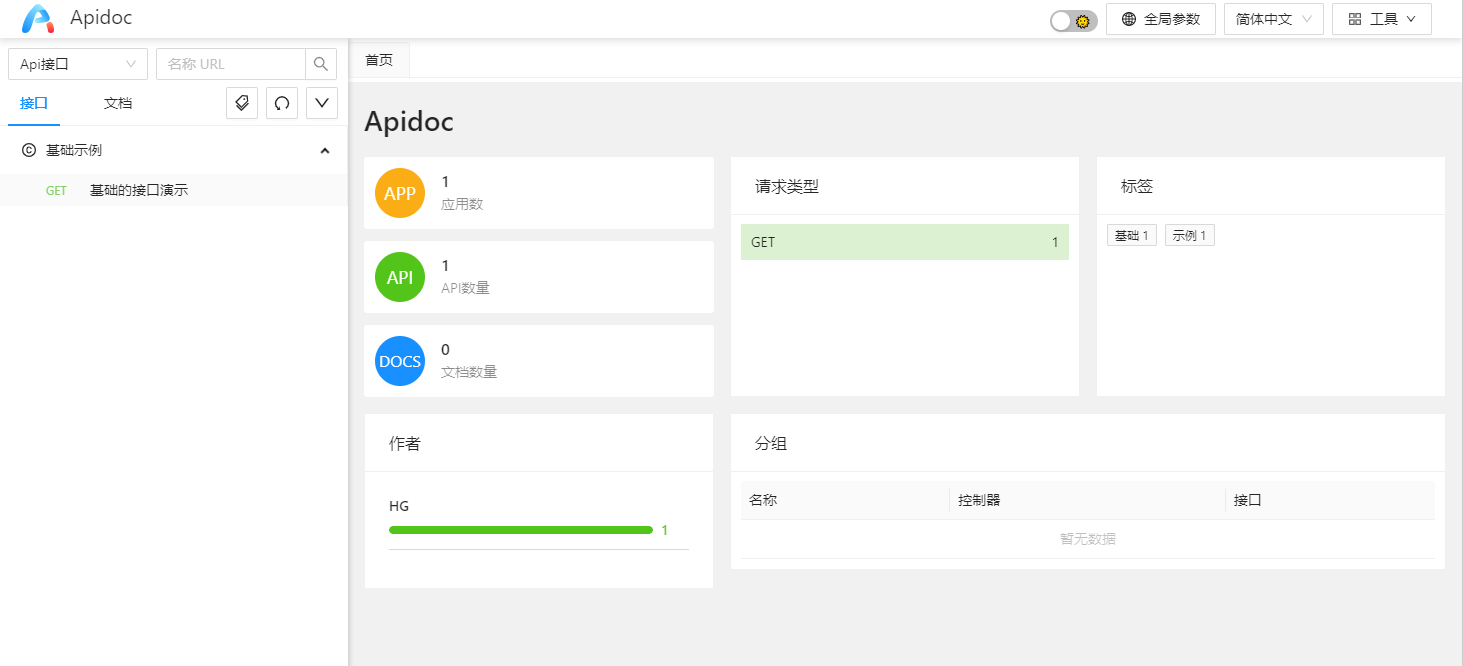 Apidoc
全局参数
简体中文
工具
Api接口
名称 URL
接口 文档
基础示例
GET 基础的接口演示
首页
Apidoc
APP
1
应用数
API
1
API数量
DOCS
0
文档数量
请求类型
GET 1
标签
基础 1 示例 1
作者
HG
1
分组
名称 控制器 接口
暂无数据